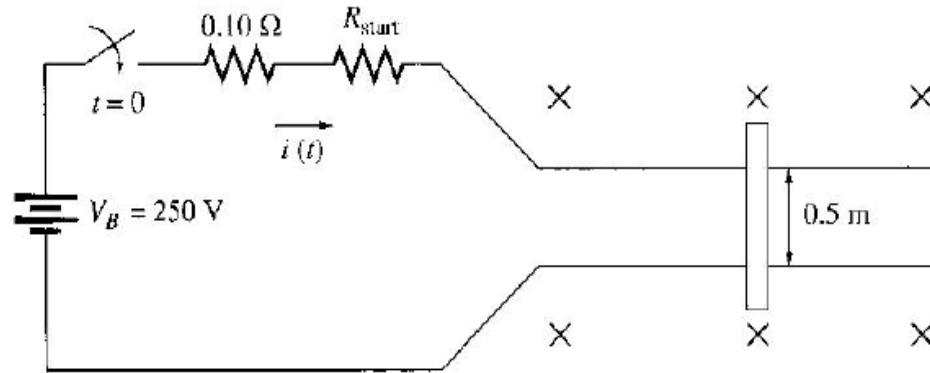 0.10 Ω
R_start
t = 0
i (t)
V_B = 250 V
0.5 m